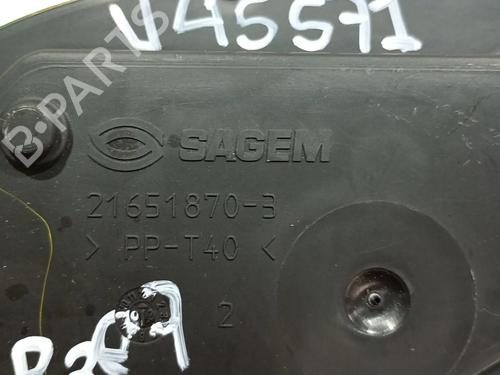 V45571
B-PARTS
SAGEM
21651870-3
> PP-T40 <
2